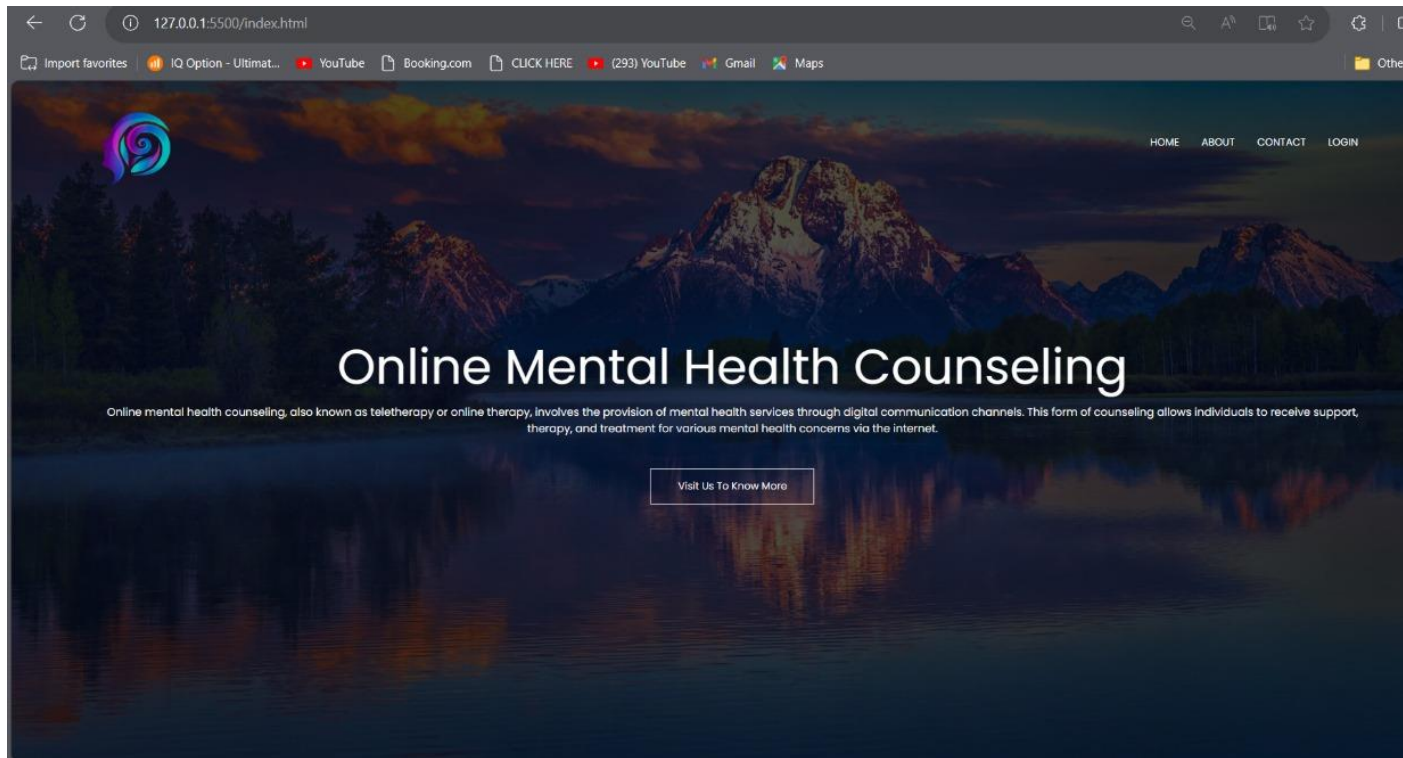 127.0.0.1:5500/index.html
Import favorites IQ Option - Ultimat... YouTube Booking.com CLICK HERE (293) YouTube Gmail Maps Othe
HOME ABOUT CONTACT LOGIN
Online Mental Health Counseling
Online mental health counseling, also known as teletherapy or online therapy, involves the provision of mental health services through digital communication channels. This form of counseling allows individuals to receive support,
therapy, and treatment for various mental health concerns via the internet.
Visit Us To Know More